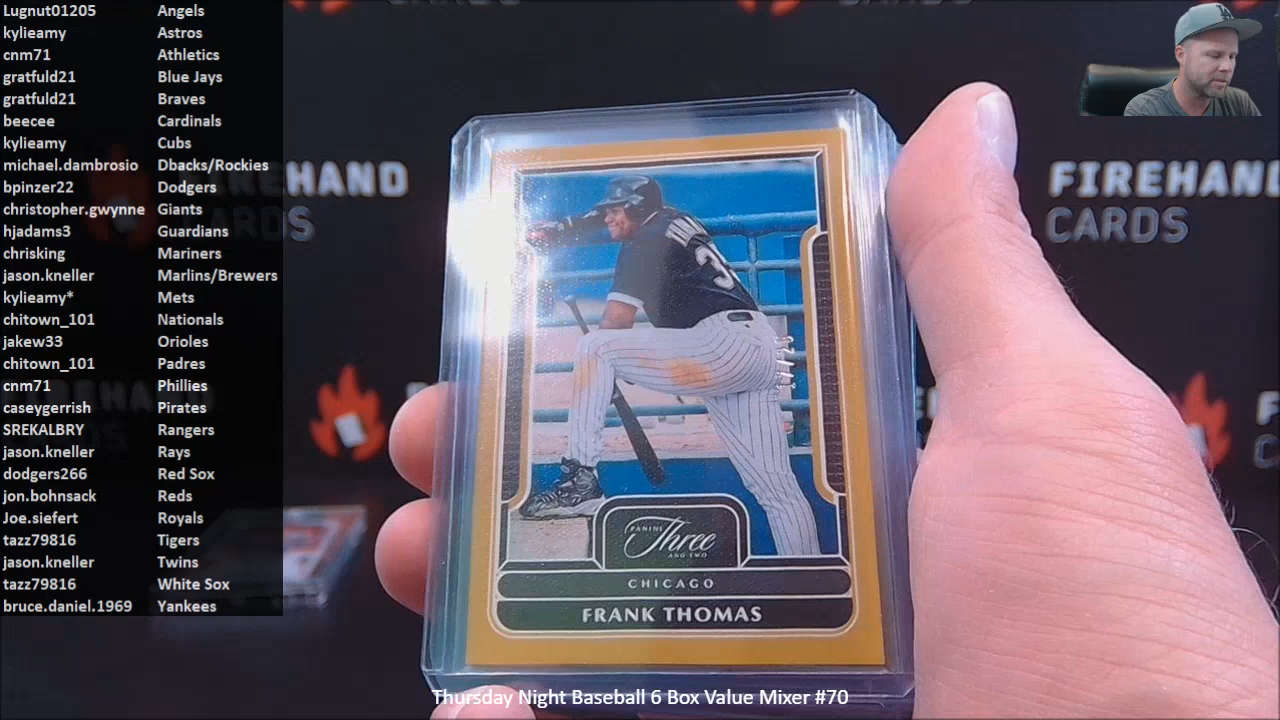 Lugnut01205 Angels
kylieamy Astros
cnm71 Athletics
gratfuld21 Blue Jays
gratfuld21 Braves
beecee Cardinals
kylieamy Cubs
michael.dambrosio Dbacks/Rockies
bpinzer22 Dodgers
christopher.gwynne Giants
hjadams3 Guardians
chrisking Mariners
jason.kneller Marlins/Brewers
kylieamy* Mets
chitown_101 Nationals
jakew33 Orioles
chitown_101 Padres
cnm71 Phillies
caseygerrish Pirates
SREKALBRY Rangers
jason.kneller Rays
dodgers266 Red Sox
jon.bohnsack Reds
Joe.siefert Royals
tazz79816 Tigers
jason.kneller Twins
tazz79816 White Sox
bruce.daniel.1969 Yankees
FIREHAND
CARDS
PANINI
Three
AND TWO
CHICAGO
FRANK THOMAS
Thursday Night Baseball 6 Box Value Mixer #70